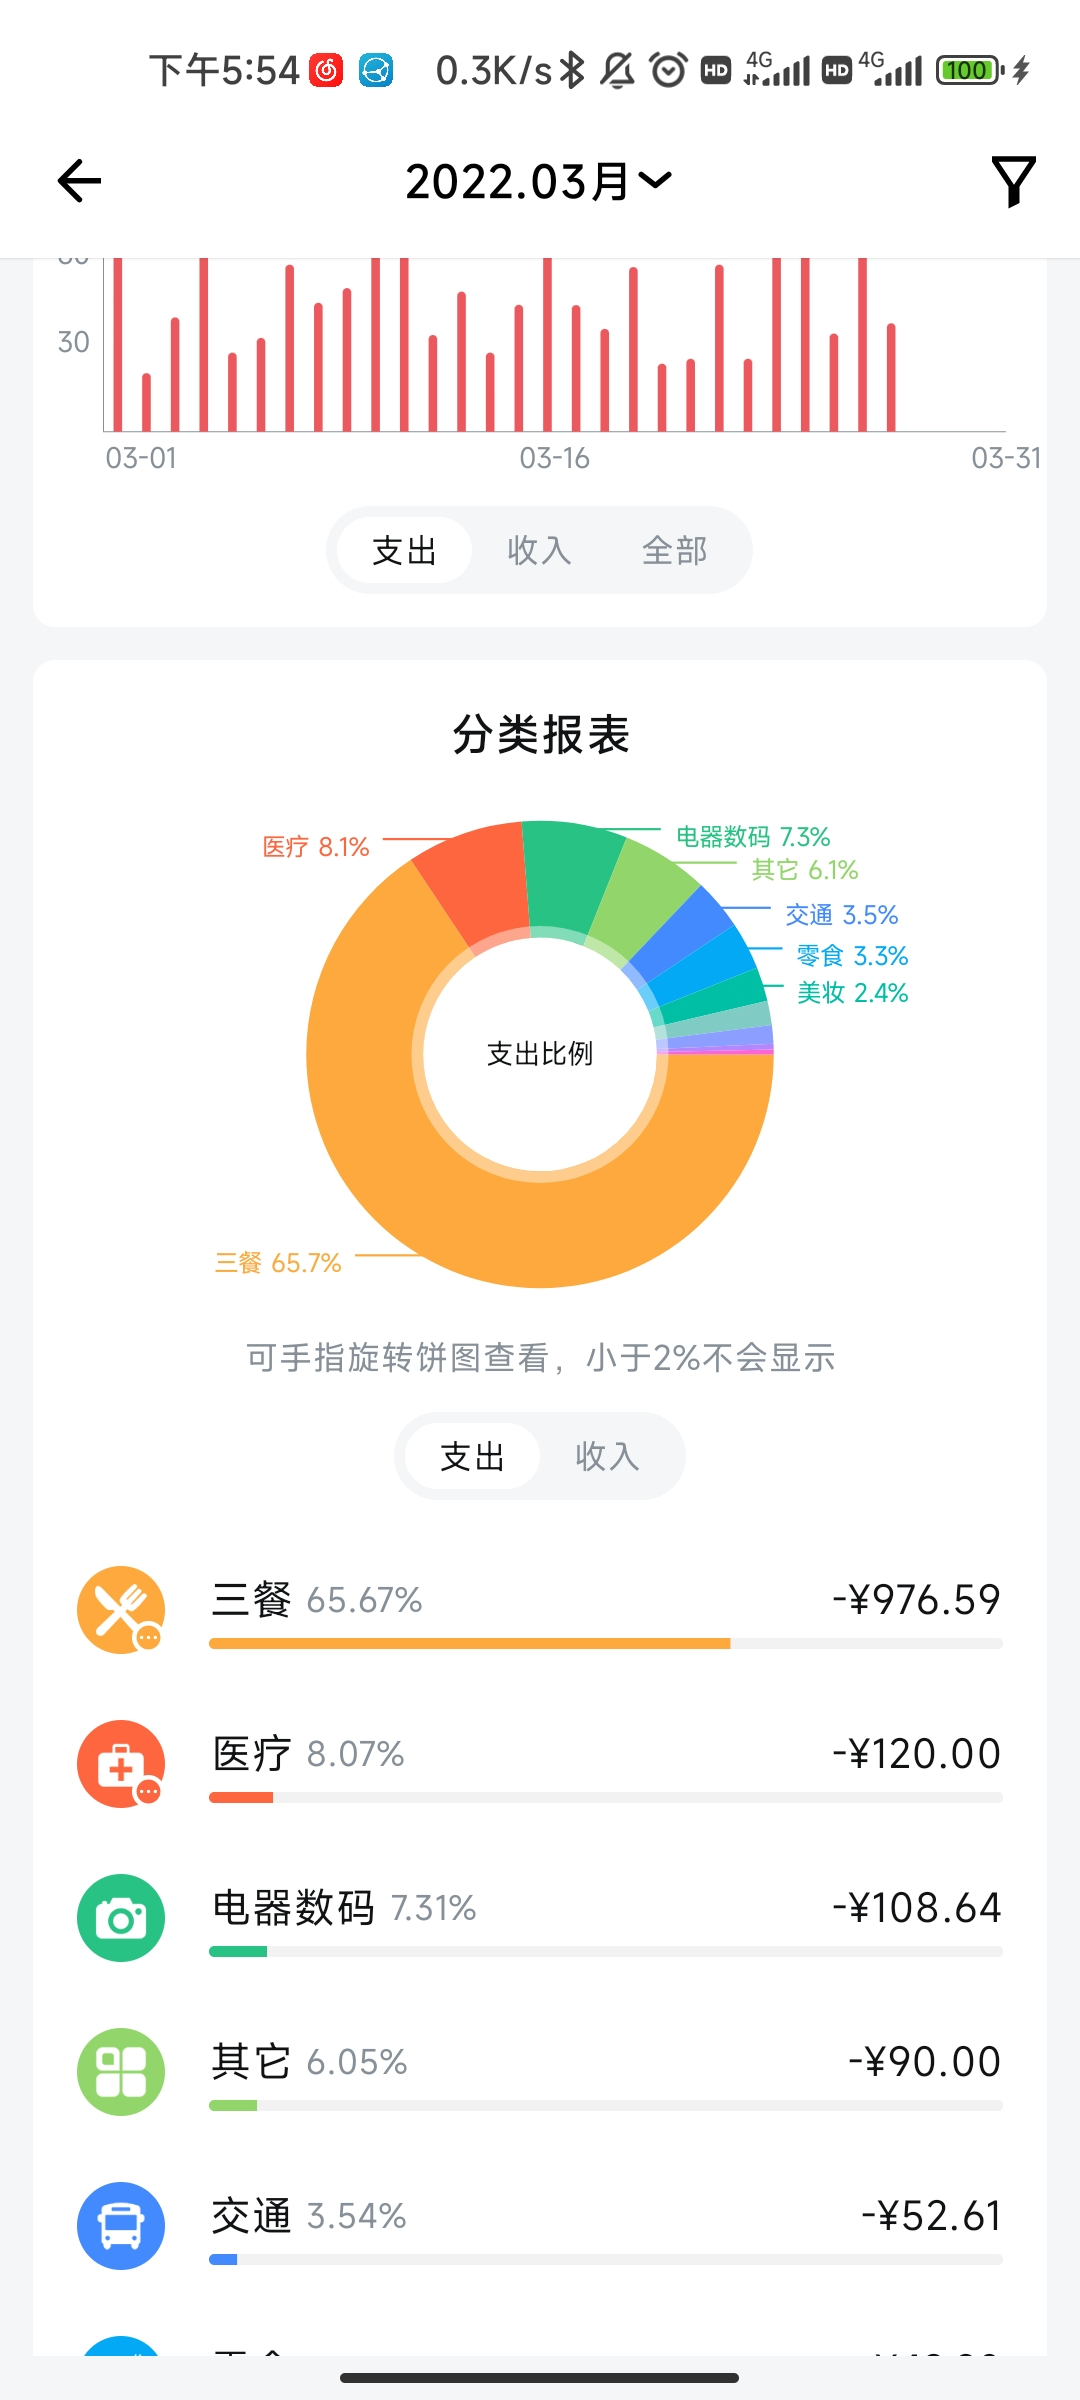 下午5:54 0.3K/s HD 4G HD 4G 100
2022.03月
30
03-01 03-16 03-31
支出 收入 全部
分类报表
医疗 8.1%
电器数码 7.3%
其它 6.1%
交通 3.5%
零食 3.3%
美妆 2.4%
支出比例
三餐 65.7%
可手指旋转饼图查看，小于2%不会显示
支出 收入
三餐 65.67% -¥976.59
医疗 8.07% -¥120.00
电器数码 7.31% -¥108.64
其它 6.05% -¥90.00
交通 3.54% -¥52.61